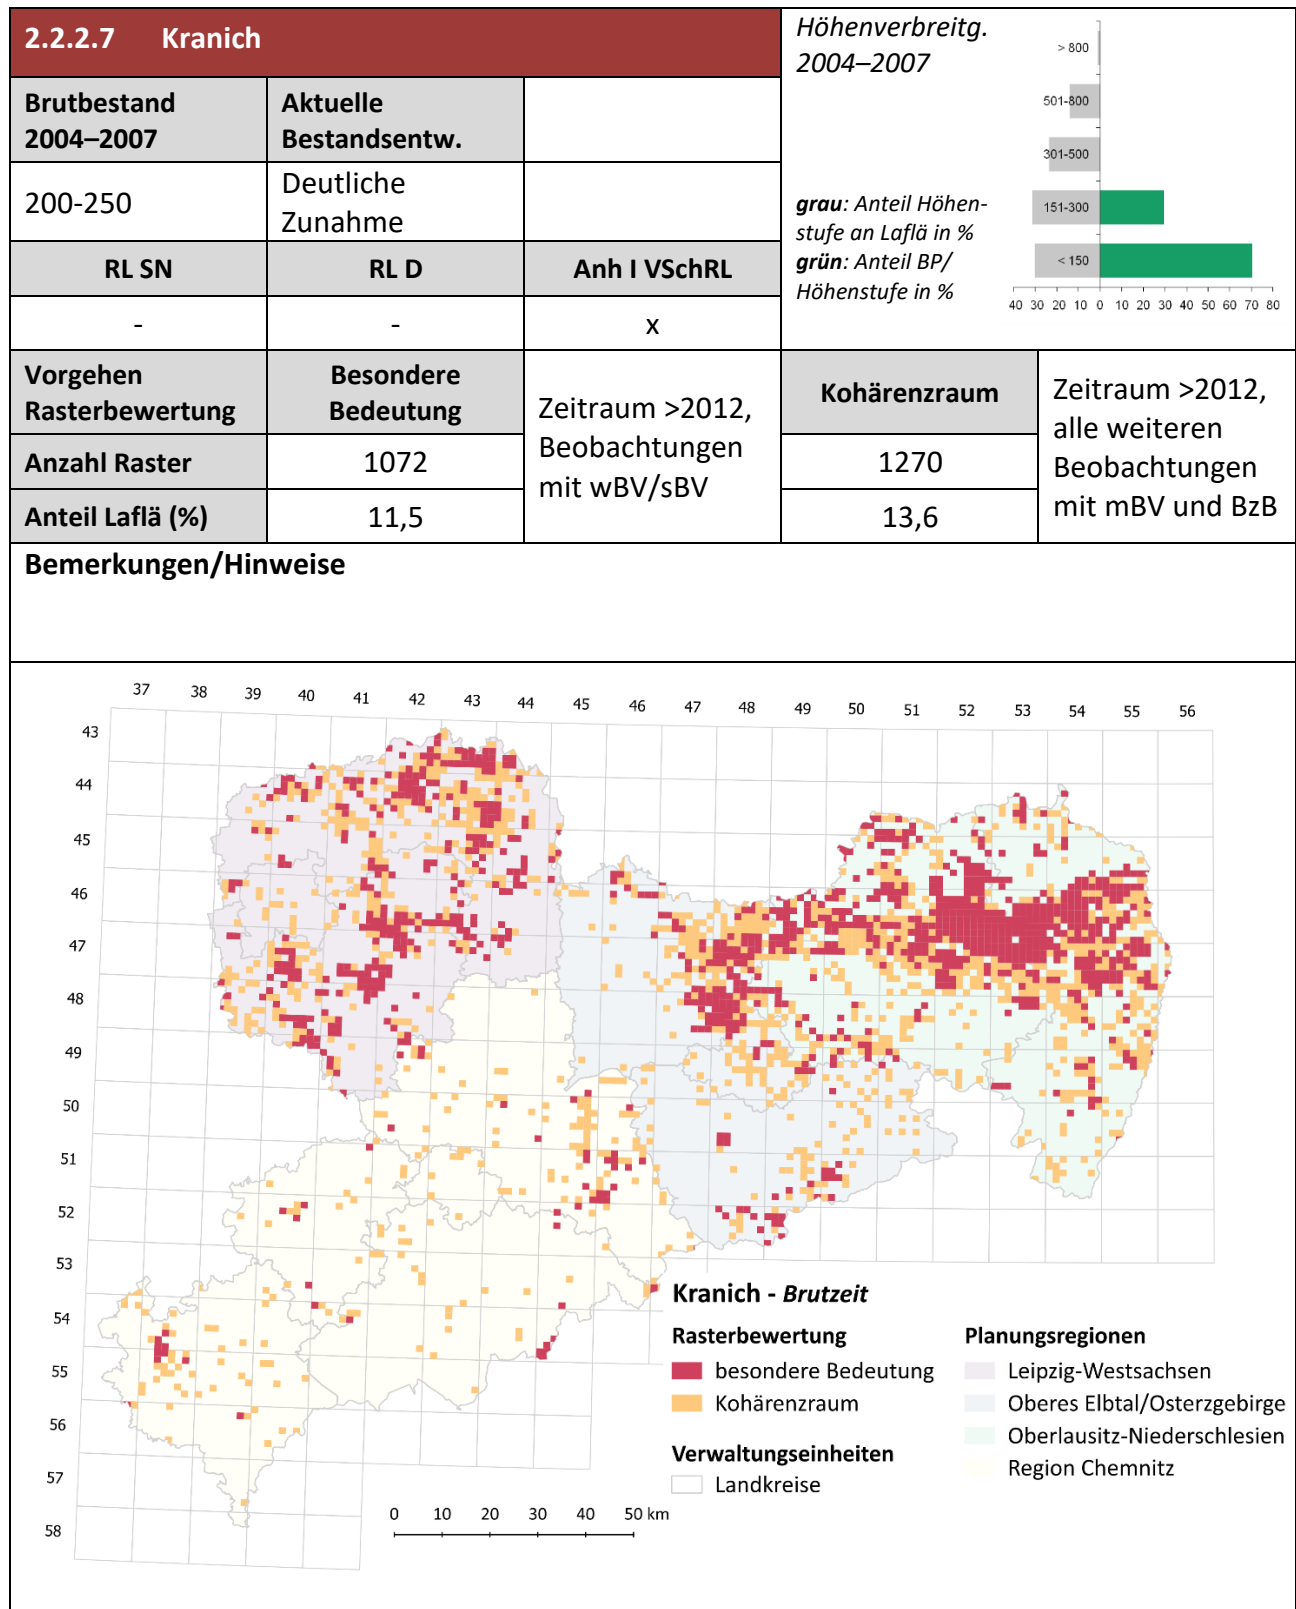 2.2.2.7 Kranich
Höhenverbreitg.
2004–2007
> 800
501-800
301-500
151-300
< 150
40 30 20 10 0 10 20 30 40 50 60 70 80
grau: Anteil Höhen-
stufe an Laflä in %
grün: Anteil BP/
Höhenstufe in %
Brutbestand
2004–2007
Aktuelle
Bestandsentw.
200-250
Deutliche
Zunahme
RL SN
RL D
Anh I VSchRL
-
-
x
Vorgehen
Rasterbewertung
Besondere
Bedeutung
Zeitraum >2012,
Beobachtungen
mit wBV/sBV
Kohärenzraum
Zeitraum >2012,
alle weiteren
Beobachtungen
mit mBV und BzB
Anzahl Raster
1072
1270
Anteil Laflä (%)
11,5
13,6
Bemerkungen/Hinweise
37 38 39 40 41 42 43 44 45 46 47 48 49 50 51 52 53 54 55 56
43
44
45
46
47
48
49
50
51
52
53
54
55
56
57
58
Kranich - Brutzeit
Rasterbewertung
besondere Bedeutung
Kohärenzraum
Verwaltungseinheiten
Landkreise
Planungsregionen
Leipzig-Westsachsen
Oberes Elbtal/Osterzgebirge
Oberlausitz-Niederschlesien
Region Chemnitz
0 10 20 30 40 50 km